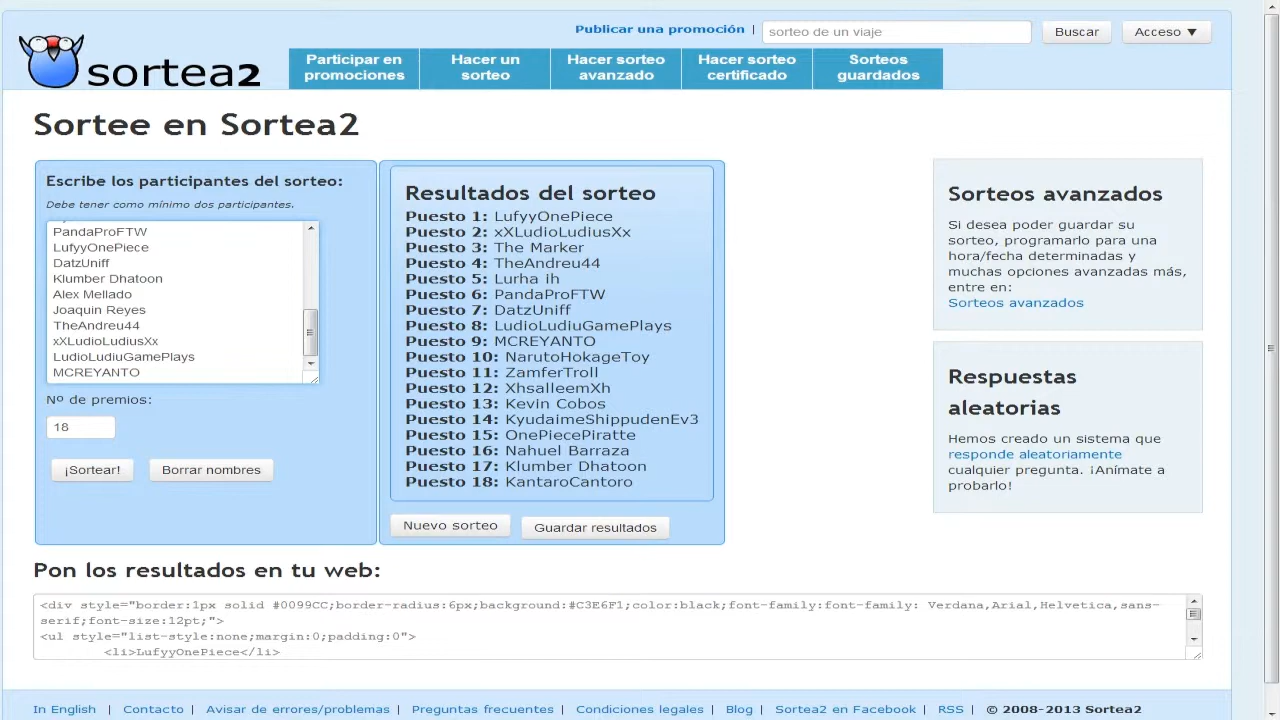 Publicar una promoción |
sorteo de un viaje
Buscar
Acceso ▼
sortea2
Participar en promociones
Hacer un sorteo
Hacer sorteo avanzado
Hacer sorteo certificado
Sorteos guardados
Sortee en Sortea2
Escribe los participantes del sorteo:
Debe tener como mínimo dos participantes.
PandaProFTW
LufyyOnePiece
DatzUniff
Klumber Dhatoon
Alex Mellado
Joaquin Reyes
TheAndreu44
xXLudioLudiusXx
LudioLudiuGamePlays
MCREYANTO
Nº de premios:
18
¡Sortear!
Borrar nombres
Resultados del sorteo
Puesto 1: LufyyOnePiece
Puesto 2: xXLudioLudiusXx
Puesto 3: The Marker
Puesto 4: TheAndreu44
Puesto 5: Lurha ih
Puesto 6: PandaProFTW
Puesto 7: DatzUniff
Puesto 8: LudioLudiuGamePlays
Puesto 9: MCREYANTO
Puesto 10: NarutoHokageToy
Puesto 11: ZamferTroll
Puesto 12: XhsalleemXh
Puesto 13: Kevin Cobos
Puesto 14: KyudaimeShippudenEv3
Puesto 15: OnePiecePiratte
Puesto 16: Nahuel Barraza
Puesto 17: Klumber Dhatoon
Puesto 18: KantaroCantoro
Nuevo sorteo
Guardar resultados
Sorteos avanzados
Si desea poder guardar su
sorteo, programarlo para una
hora/fecha determinadas y
muchas opciones avanzadas más,
entre en:
Sorteos avanzados
Respuestas
aleatorias
Hemos creado un sistema que
responde aleatoriamente
cualquier pregunta. ¡Anímate a
probarlo!
Pon los resultados en tu web:
<div style="border:1px solid #0099CC;border-radius:6px;background:#C3E6F1;color:black;font-family:font-family: Verdana,Arial,Helvetica,sans-
serif;font-size:12pt;">
<ul style="list-style:none;margin:0;padding:0">
<li>LufyyOnePiece</li>
In English | Contacto | Avisar de errores/problemas | Preguntas frecuentes | Condiciones legales | Blog | Sortea2 en Facebook | RSS | © 2008-2013 Sortea2